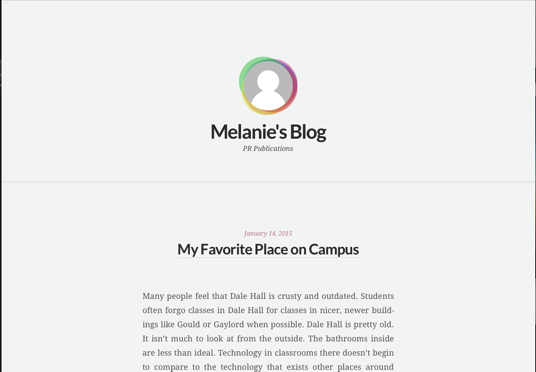 Melanie's Blog
PR Publications
January 14, 2015
My Favorite Place on Campus
Many people feel that Dale Hall is crusty and outdated. Students
often forgo classes in Dale Hall for classes in nicer, newer build-
ings like Gould or Gaylord when possible. Dale Hall is pretty old.
It isn't much to look at from the outside. The bathrooms inside
are less than ideal. Technology in classrooms there doesn't begin
to compare to the technology that exists other places around